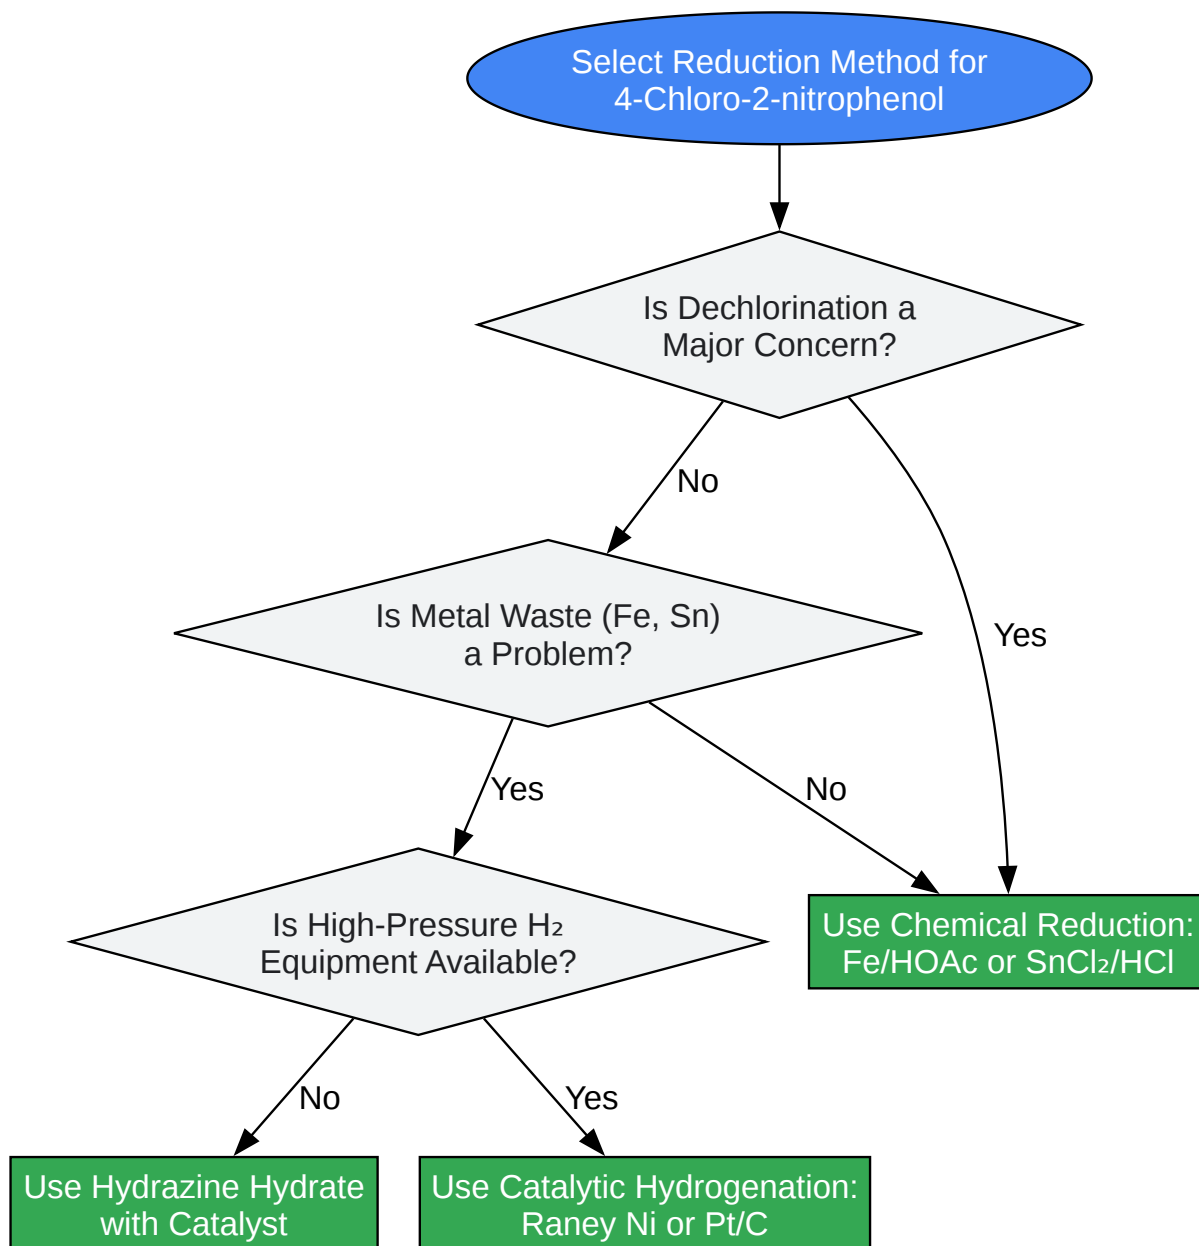 Select Reduction Method for
4-Chloro-2-nitrophenol
Is Dechlorination a
Major Concern?
No
Is Metal Waste (Fe, Sn)
a Problem?
Yes
Yes
No
Is High-Pressure H₂
Equipment Available?
Use Chemical Reduction:
Fe/HOAc or SnCl₂/HCl
No
Yes
Use Hydrazine Hydrate
with Catalyst
Use Catalytic Hydrogenation:
Raney Ni or Pt/C